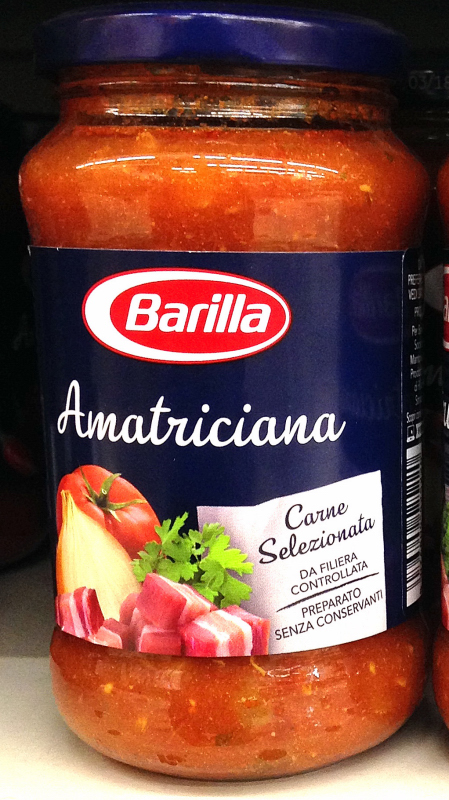 Barilla
Amatriciana
Carne
Selezionata
DA FILIERA
CONTROLLATA
PREPARATO
SENZA CONSERVANTI